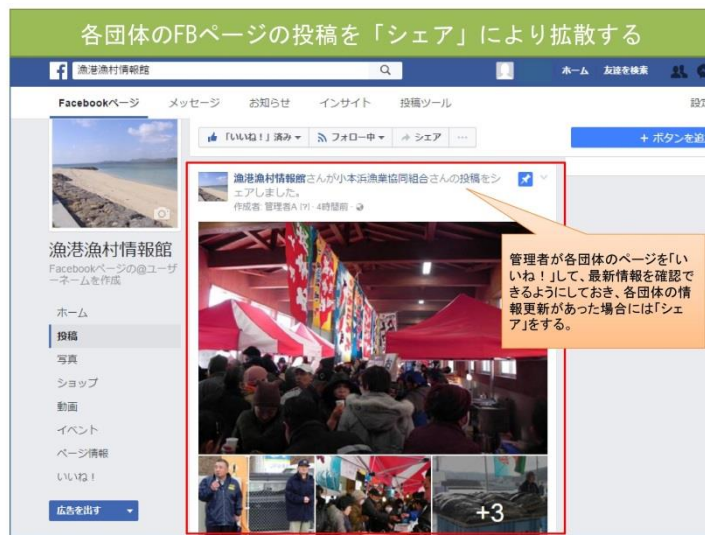 各団体のFBページの投稿を「シェア」により拡散する
漁港漁村情報館
ホーム 友達を検索
Facebookページ メッセージ お知らせ インサイト 投稿ツール 設定
「いいね！」済み フォロー中 シェア …
+ ボタンを追
漁港漁村情報館さんが小本浜漁業協同組合さんの投稿をシ
ェアしました。
作成者: 管理者A [?] · 4時間前 ·
管理者が各団体のページを「い
いね！」して、最新情報を確認で
きるようにしておき、各団体の情
報更新があった場合には「シェ
ア」をする。
漁港漁村情報館
Facebookページの@ユーザ
ーネームを作成
ホーム
投稿
写真
ショップ
動画
イベント
ページ情報
いいね！
広告を出す
+3